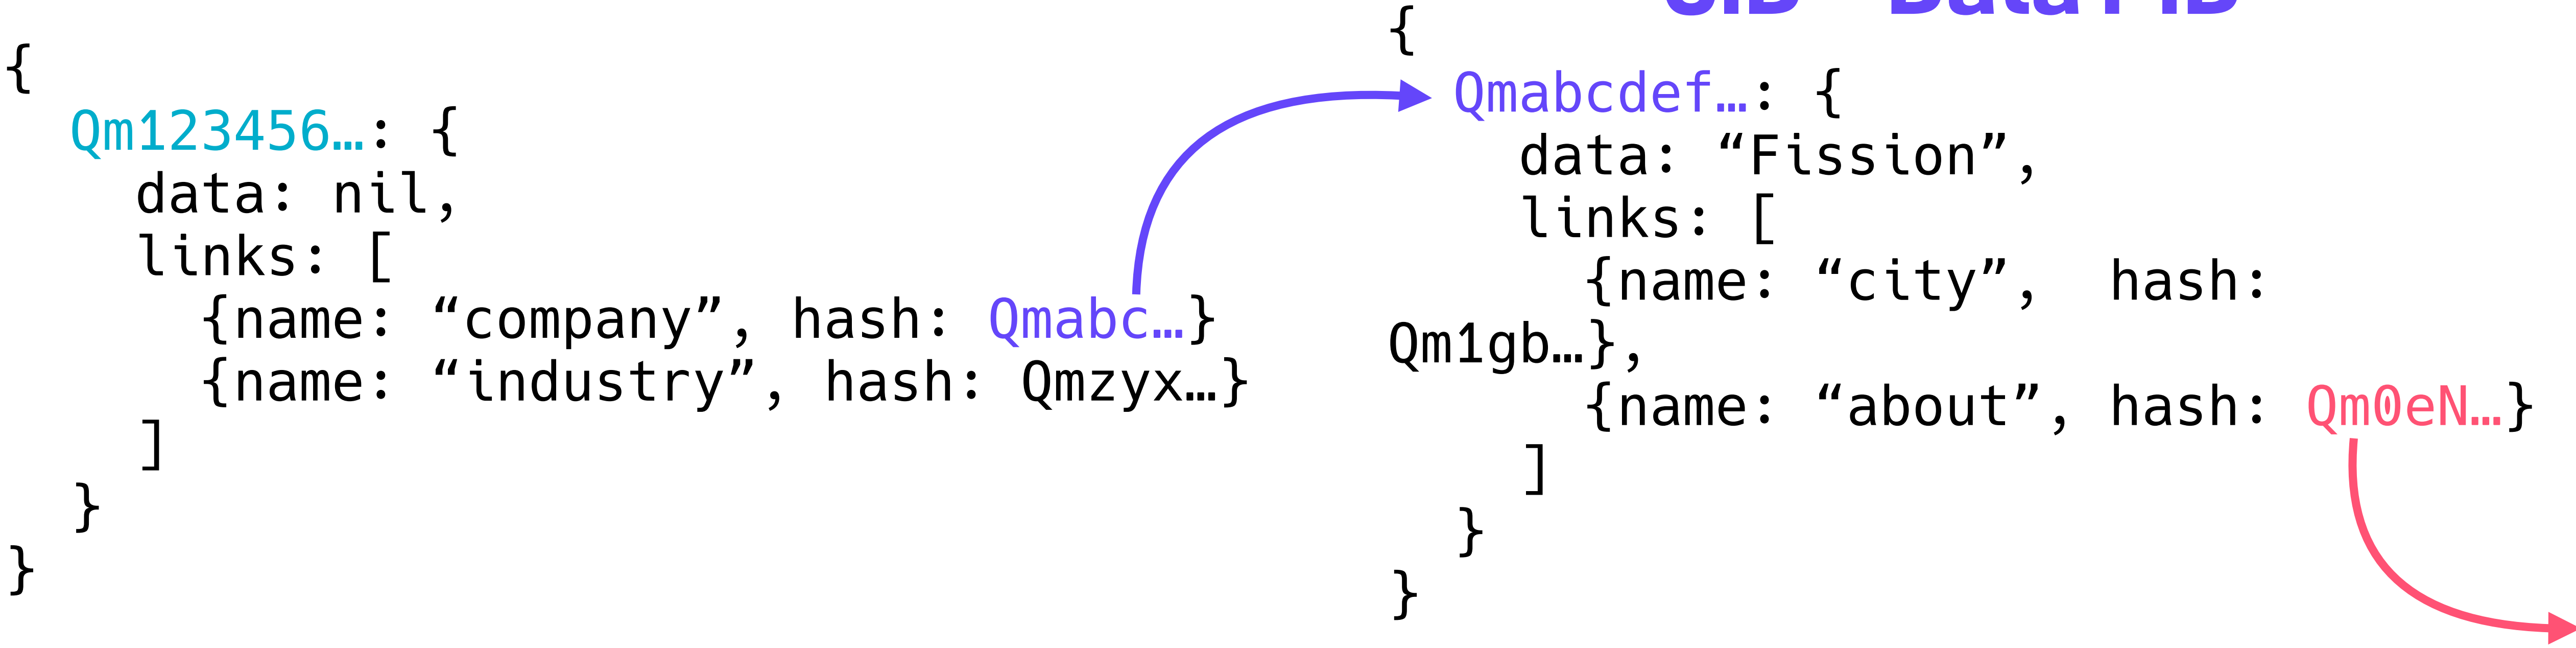 {
  Qm123456…: {
    data: nil,
    links: [
      {name: “company”, hash: Qmabc…}
      {name: “industry”, hash: Qmzyx…}
    ]
  }
}
{
  Qmabcdef…: {
    data: “Fission”,
    links: [
      {name: “city”,  hash:
Qm1gb…},
      {name: “about”, hash: Qm0eN…}
    ]
  }
}